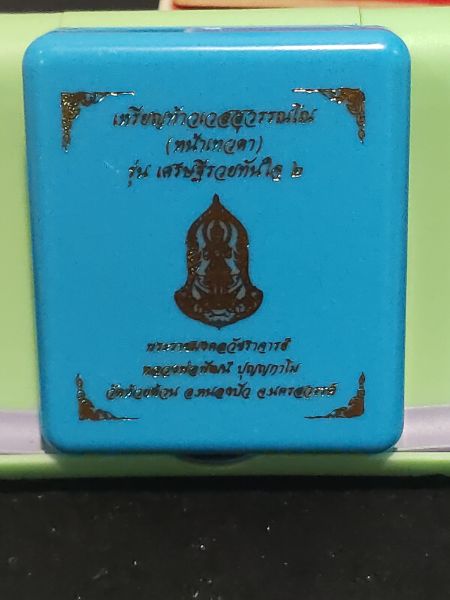 เหรียญท้าวเวสสุวรรณโณ
(หน้าเทวดา)
รุ่น เศรษฐีรวยทันใจ ๒
พระราชมงคลวัชราจารย์
หลวงพ่อพัฒน์ ปุญญกาโม
วัดห้วยด้วน อ.หนองบัว จ.นครสวรรค์